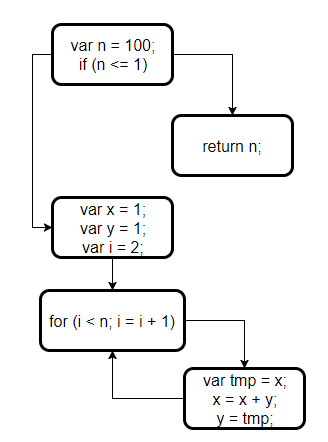 var n = 100;
if (n <= 1)
return n;
var x = 1;
var y = 1;
var i = 2;
for (i < n; i = i + 1)
var tmp = x;
x = x + y;
y = tmp;